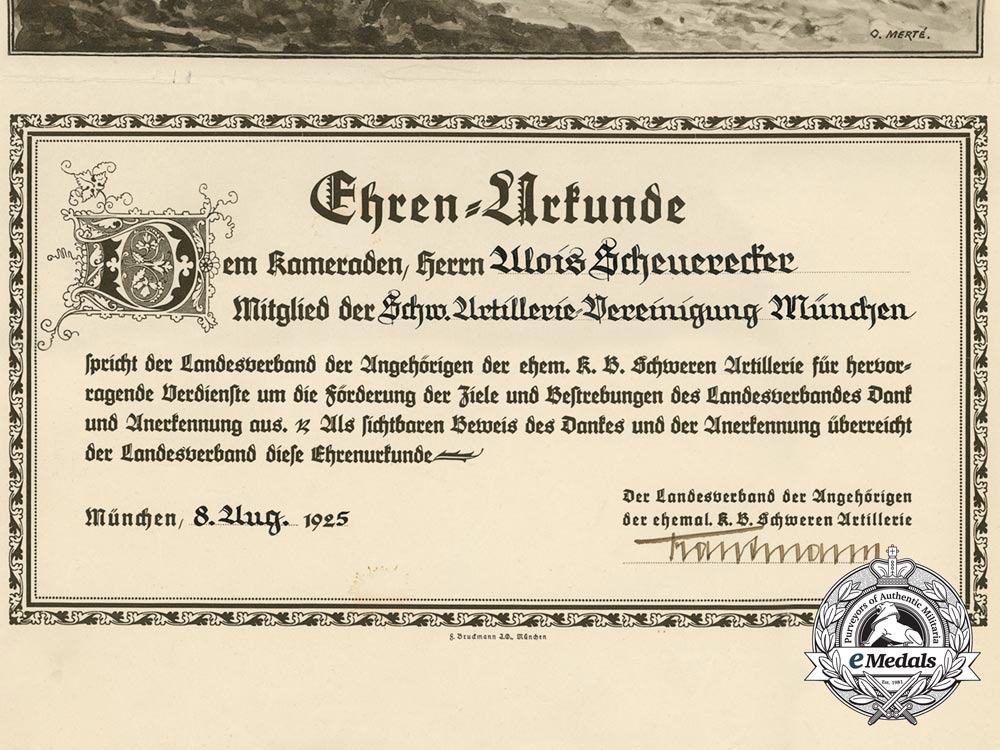 O. MERTÉ.
Ehren-Urkunde
Dem Kameraden, Herrn Alois Scheuerecker
Mitglied der Schw. Artillerie-Vereinigung München
spricht der Landesverband der Angehörigen der ehem. K. B. Schweren Artillerie für hervor-
ragende Verdienste um die Förderung der Ziele und Bestrebungen des Landesverbandes Dank
und Anerkennung aus. Als sichtbaren Beweis des Dankes und der Anerkennung überreicht
der Landesverband diese Ehrenurkunde
München, 8. Aug. 1925
Der Landesverband der Angehörigen
der ehemal. K. B. Schweren Artillerie
F. Bruckmann A.G., München
Purveyors of Authentic Militaria
eMedals
Est. 1981